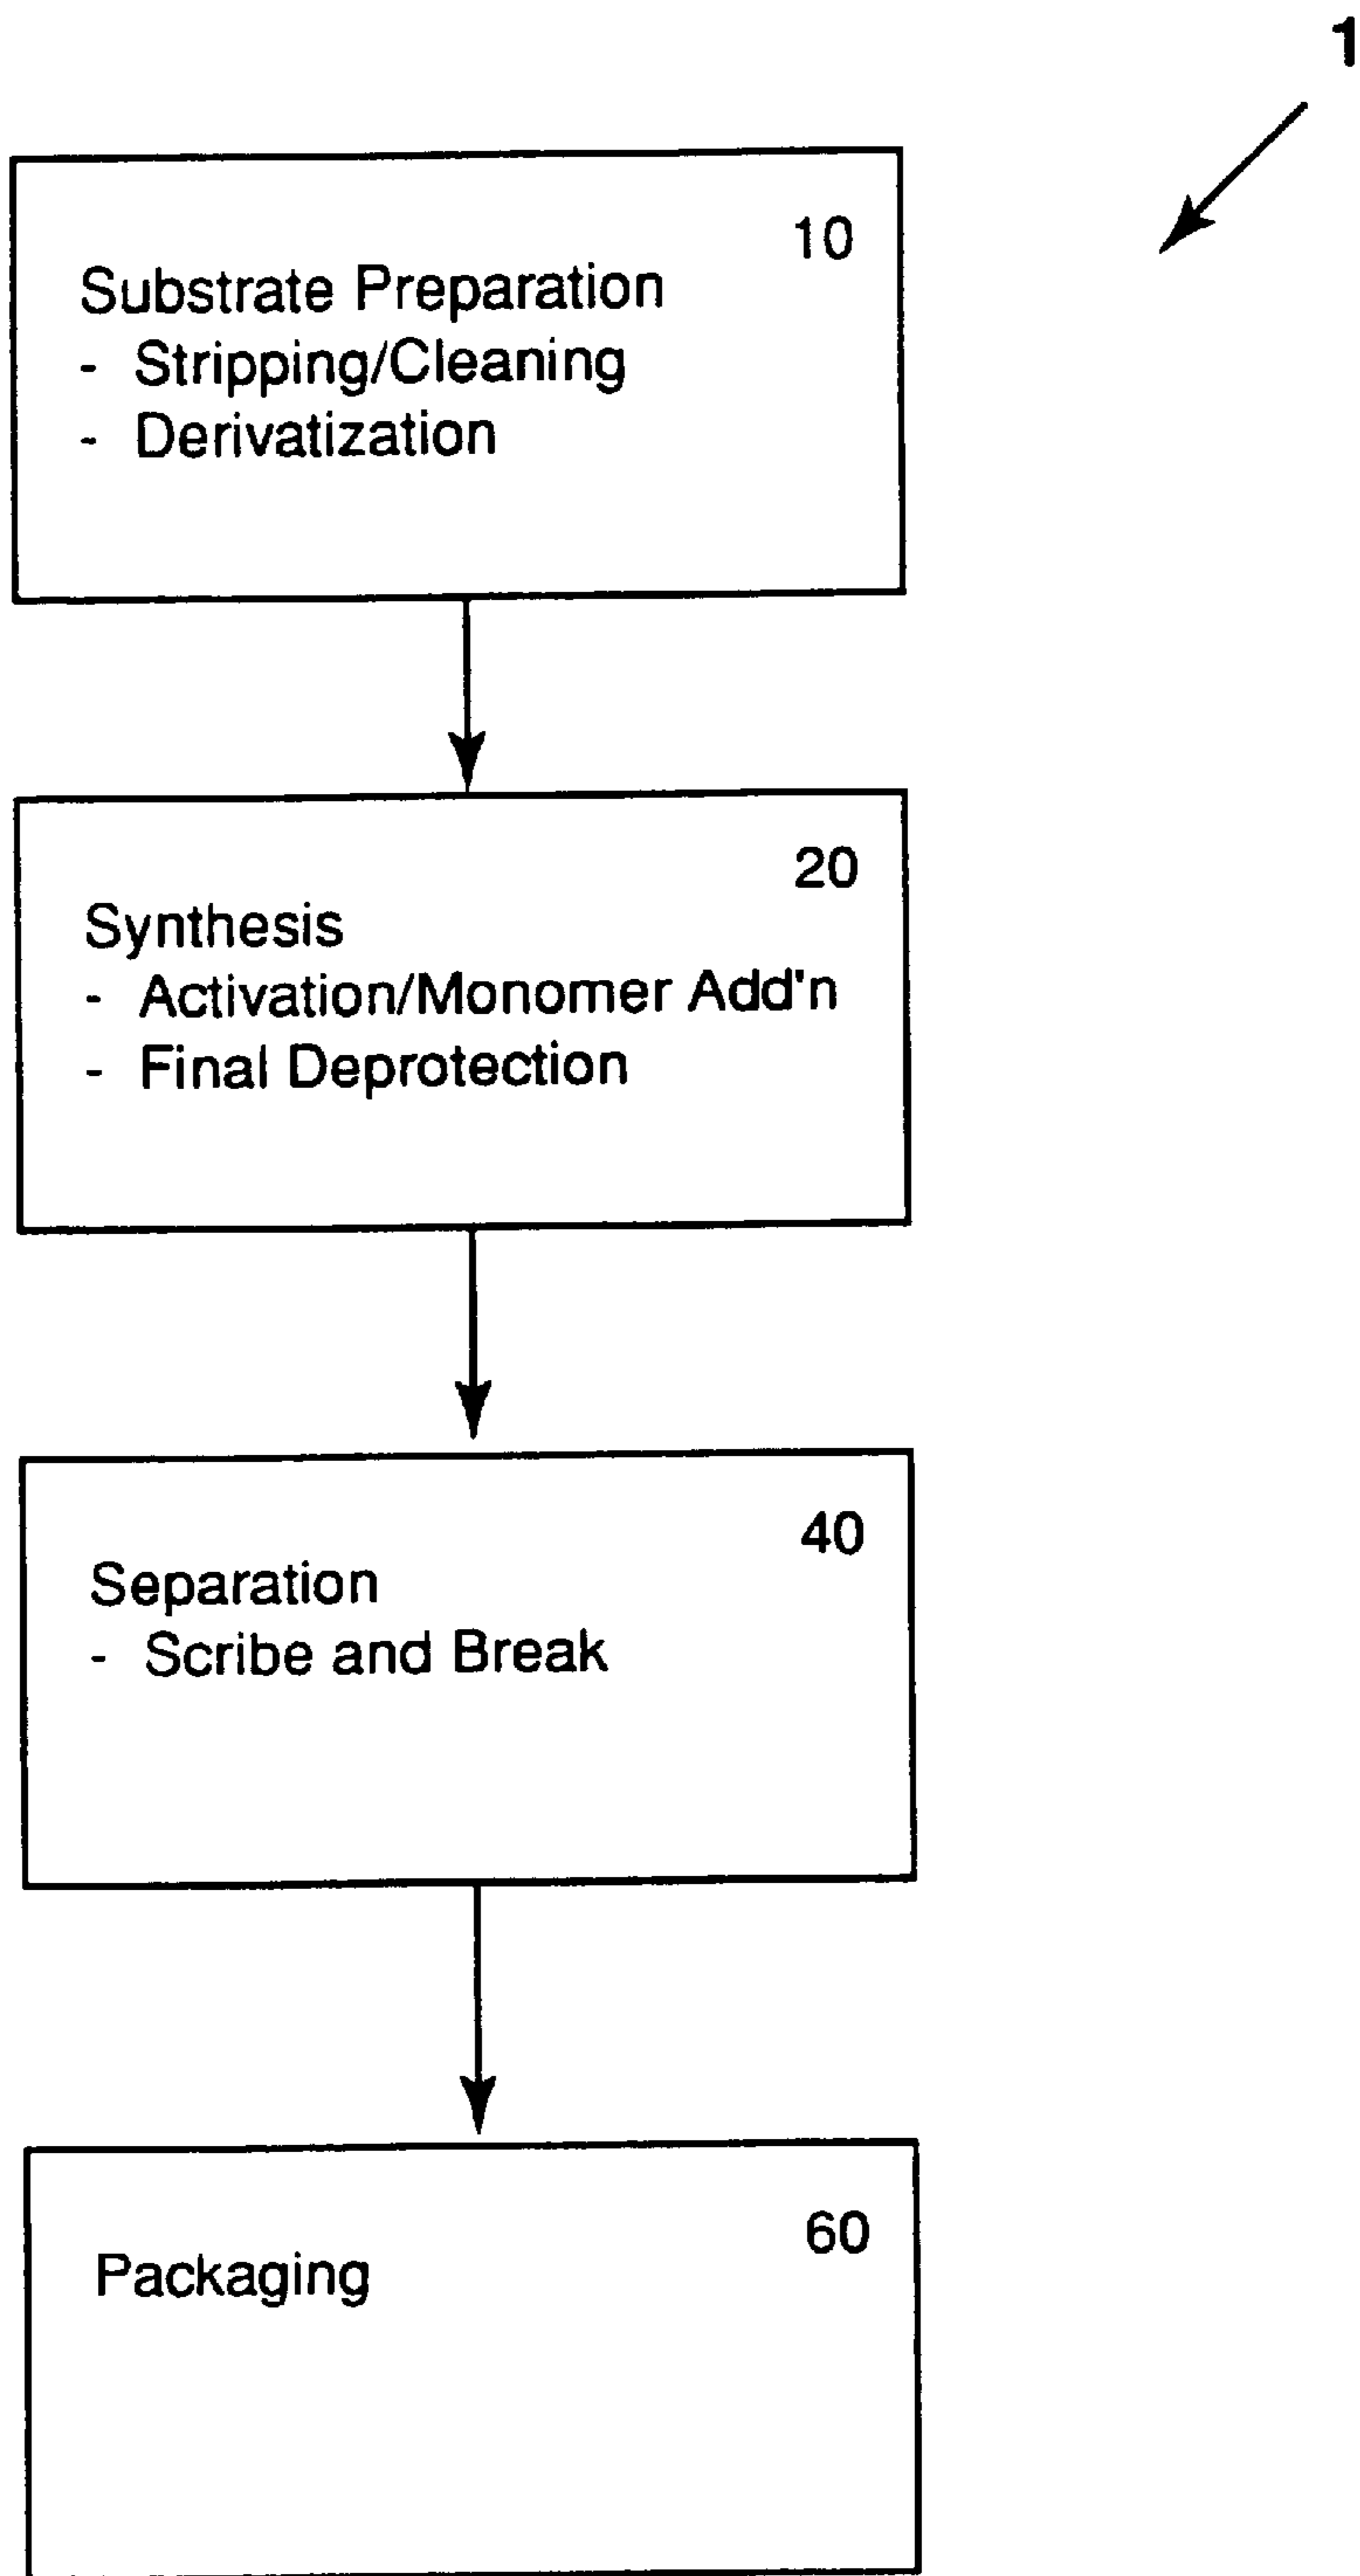 1
10
Substrate Preparation
- Stripping/Cleaning
- Derivatization
20
Synthesis
- Activation/Monomer Add'n
- Final Deprotection
40
Separation
- Scribe and Break
60
Packaging